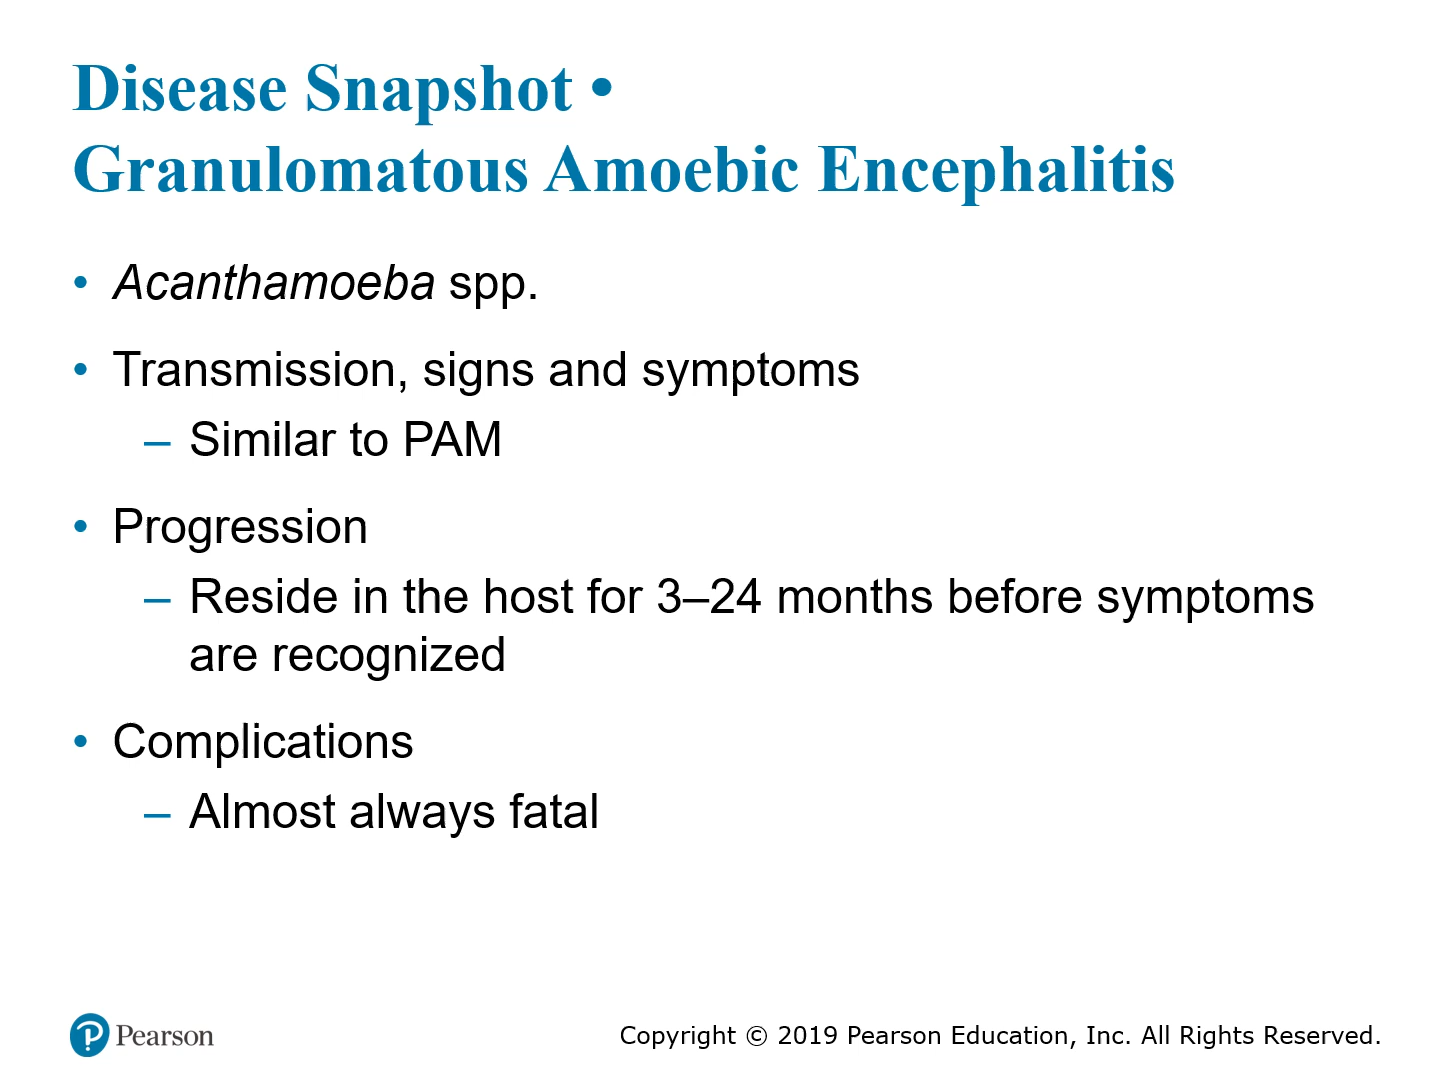 Disease Snapshot •
Granulomatous Amoebic Encephalitis
• Acanthamoeba spp.
• Transmission, signs and symptoms
– Similar to PAM
• Progression
– Reside in the host for 3–24 months before symptoms
are recognized
• Complications
– Almost always fatal
Pearson
Copyright © 2019 Pearson Education, Inc. All Rights Reserved.